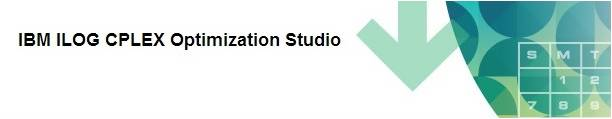 IBM ILOG CPLEX Optimization Studio
S M T
1 2
7 8 9